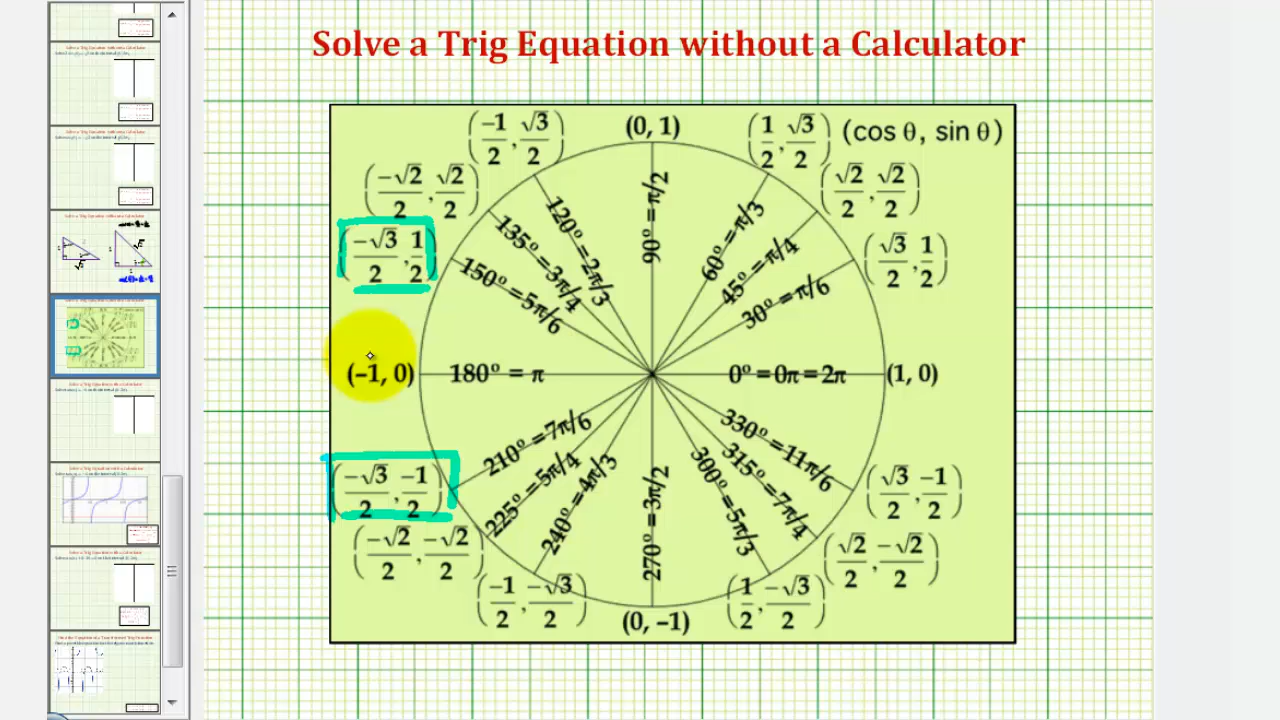 Solve a Trig Equation without a Calculator
(cos θ, sin θ)
(0, 1)
(1/2, √3/2)
(√2/2, √2/2)
(√3/2, 1/2)
(1, 0)
(√3/2, -1/2)
(√2/2, -√2/2)
(1/2, -√3/2)
(0, –1)
(-1/2, -√3/2)
(-√2/2, -√2/2)
(-√3/2, -1/2)
(–1, 0)
(-√3/2, 1/2)
(-√2/2, √2/2)
(-1/2, √3/2)
90° = π/2
60° = π/3
45° = π/4
30° = π/6
0° = 0π = 2π
330° = 11π/6
315° = 7π/4
300° = 5π/3
270° = 3π/2
240° = 4π/3
225° = 5π/4
210° = 7π/6
180° = π
150° = 5π/6
135° = 3π/4
120° = 2π/3